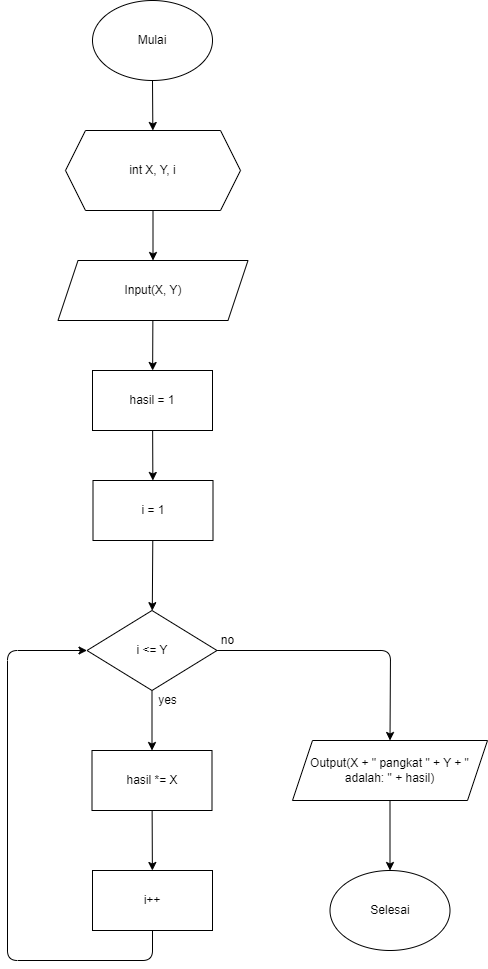 Mulai
int X, Y, i
Input(X, Y)
hasil = 1
i = 1
i <= Y
no
yes
hasil *= X
i++
Output(X + " pangkat " + Y + "
adalah: " + hasil)
Selesai